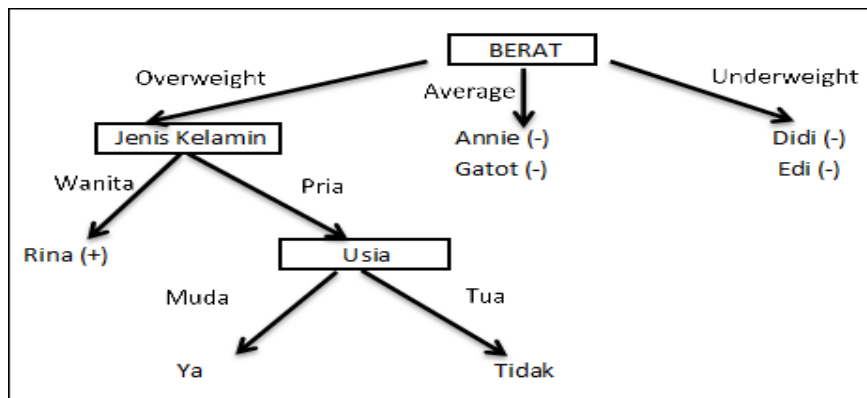 BERAT
Overweight
Average
Underweight
Jenis Kelamin
Annie (-)
Gatot (-)
Didi (-)
Edi (-)
Wanita
Pria
Rina (+)
Usia
Muda
Tua
Ya
Tidak